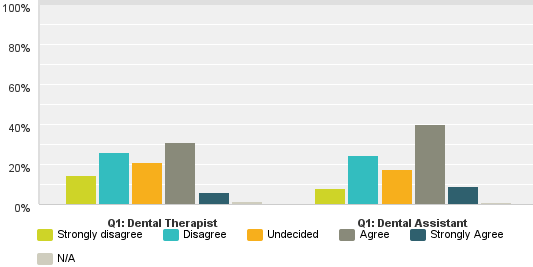 100%
80%
60%
40%
20%
0%
Q1: Dental Therapist Q1: Dental Assistant
Strongly disagree Disagree Undecided Agree Strongly Agree
N/A